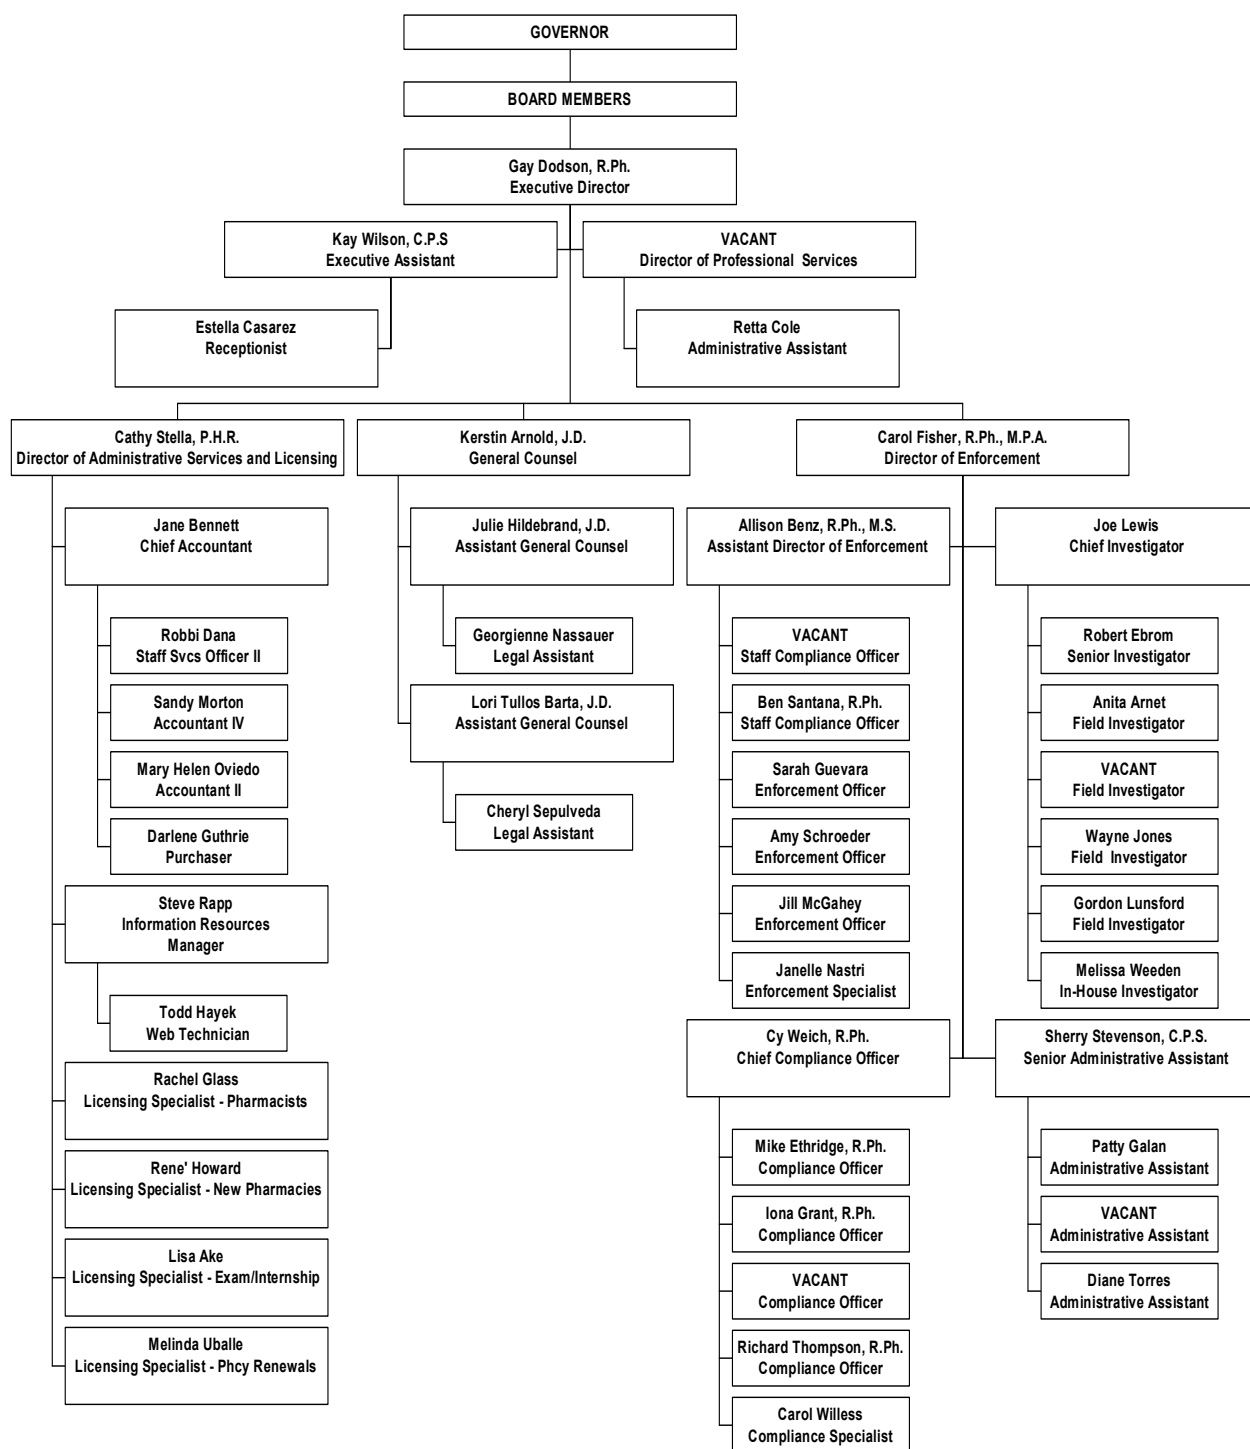 GOVERNOR
BOARD MEMBERS
Gay Dodson, R.Ph.
Executive Director
Kay Wilson, C.P.S
Executive Assistant
VACANT
Director of Professional Services
Estella Casarez
Receptionist
Retta Cole
Administrative Assistant
Cathy Stella, P.H.R.
Director of Administrative Services and Licensing
Jane Bennett
Chief Accountant
Robbi Dana
Staff Svcs Officer II
Sandy Morton
Accountant IV
Mary Helen Oviedo
Accountant II
Darlene Guthrie
Purchaser
Steve Rapp
Information Resources
Manager
Todd Hayek
Web Technician
Rachel Glass
Licensing Specialist - Pharmacists
Rene' Howard
Licensing Specialist - New Pharmacies
Lisa Ake
Licensing Specialist - Exam/Internship
Melinda Uballe
Licensing Specialist - Phcy Renewals
Kerstin Arnold, J.D.
General Counsel
Julie Hildebrand, J.D.
Assistant General Counsel
Georgienne Nassauer
Legal Assistant
Lori Tullos Barta, J.D.
Assistant General Counsel
Cheryl Sepulveda
Legal Assistant
Carol Fisher, R.Ph., M.P.A.
Director of Enforcement
Allison Benz, R.Ph., M.S.
Assistant Director of Enforcement
VACANT
Staff Compliance Officer
Ben Santana, R.Ph.
Staff Compliance Officer
Sarah Guevara
Enforcement Officer
Amy Schroeder
Enforcement Officer
Jill McGahey
Enforcement Officer
Janelle Nastri
Enforcement Specialist
Joe Lewis
Chief Investigator
Robert Ebrom
Senior Investigator
Anita Arnet
Field Investigator
VACANT
Field Investigator
Wayne Jones
Field Investigator
Gordon Lunsford
Field Investigator
Melissa Weeden
In-House Investigator
Cy Weich, R.Ph.
Chief Compliance Officer
Mike Ethridge, R.Ph.
Compliance Officer
Iona Grant, R.Ph.
Compliance Officer
VACANT
Compliance Officer
Richard Thompson, R.Ph.
Compliance Officer
Carol Willess
Compliance Specialist
Sherry Stevenson, C.P.S.
Senior Administrative Assistant
Patty Galan
Administrative Assistant
VACANT
Administrative Assistant
Diane Torres
Administrative Assistant